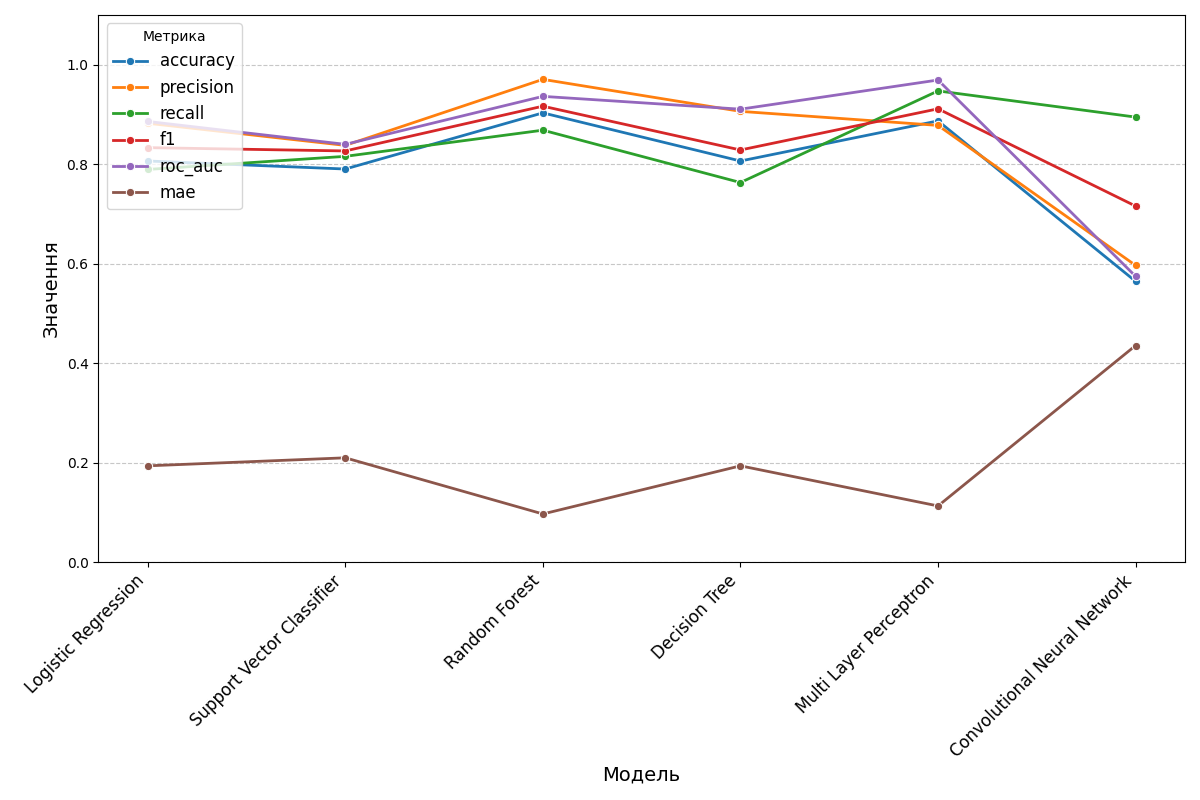 Метрика
accuracy
precision
recall
f1
roc_auc
mae
Значення
1.0
0.8
0.6
0.4
0.2
0.0
Logistic Regression
Support Vector Classifier
Random Forest
Decision Tree
Multi Layer Perceptron
Convolutional Neural Network
Модель